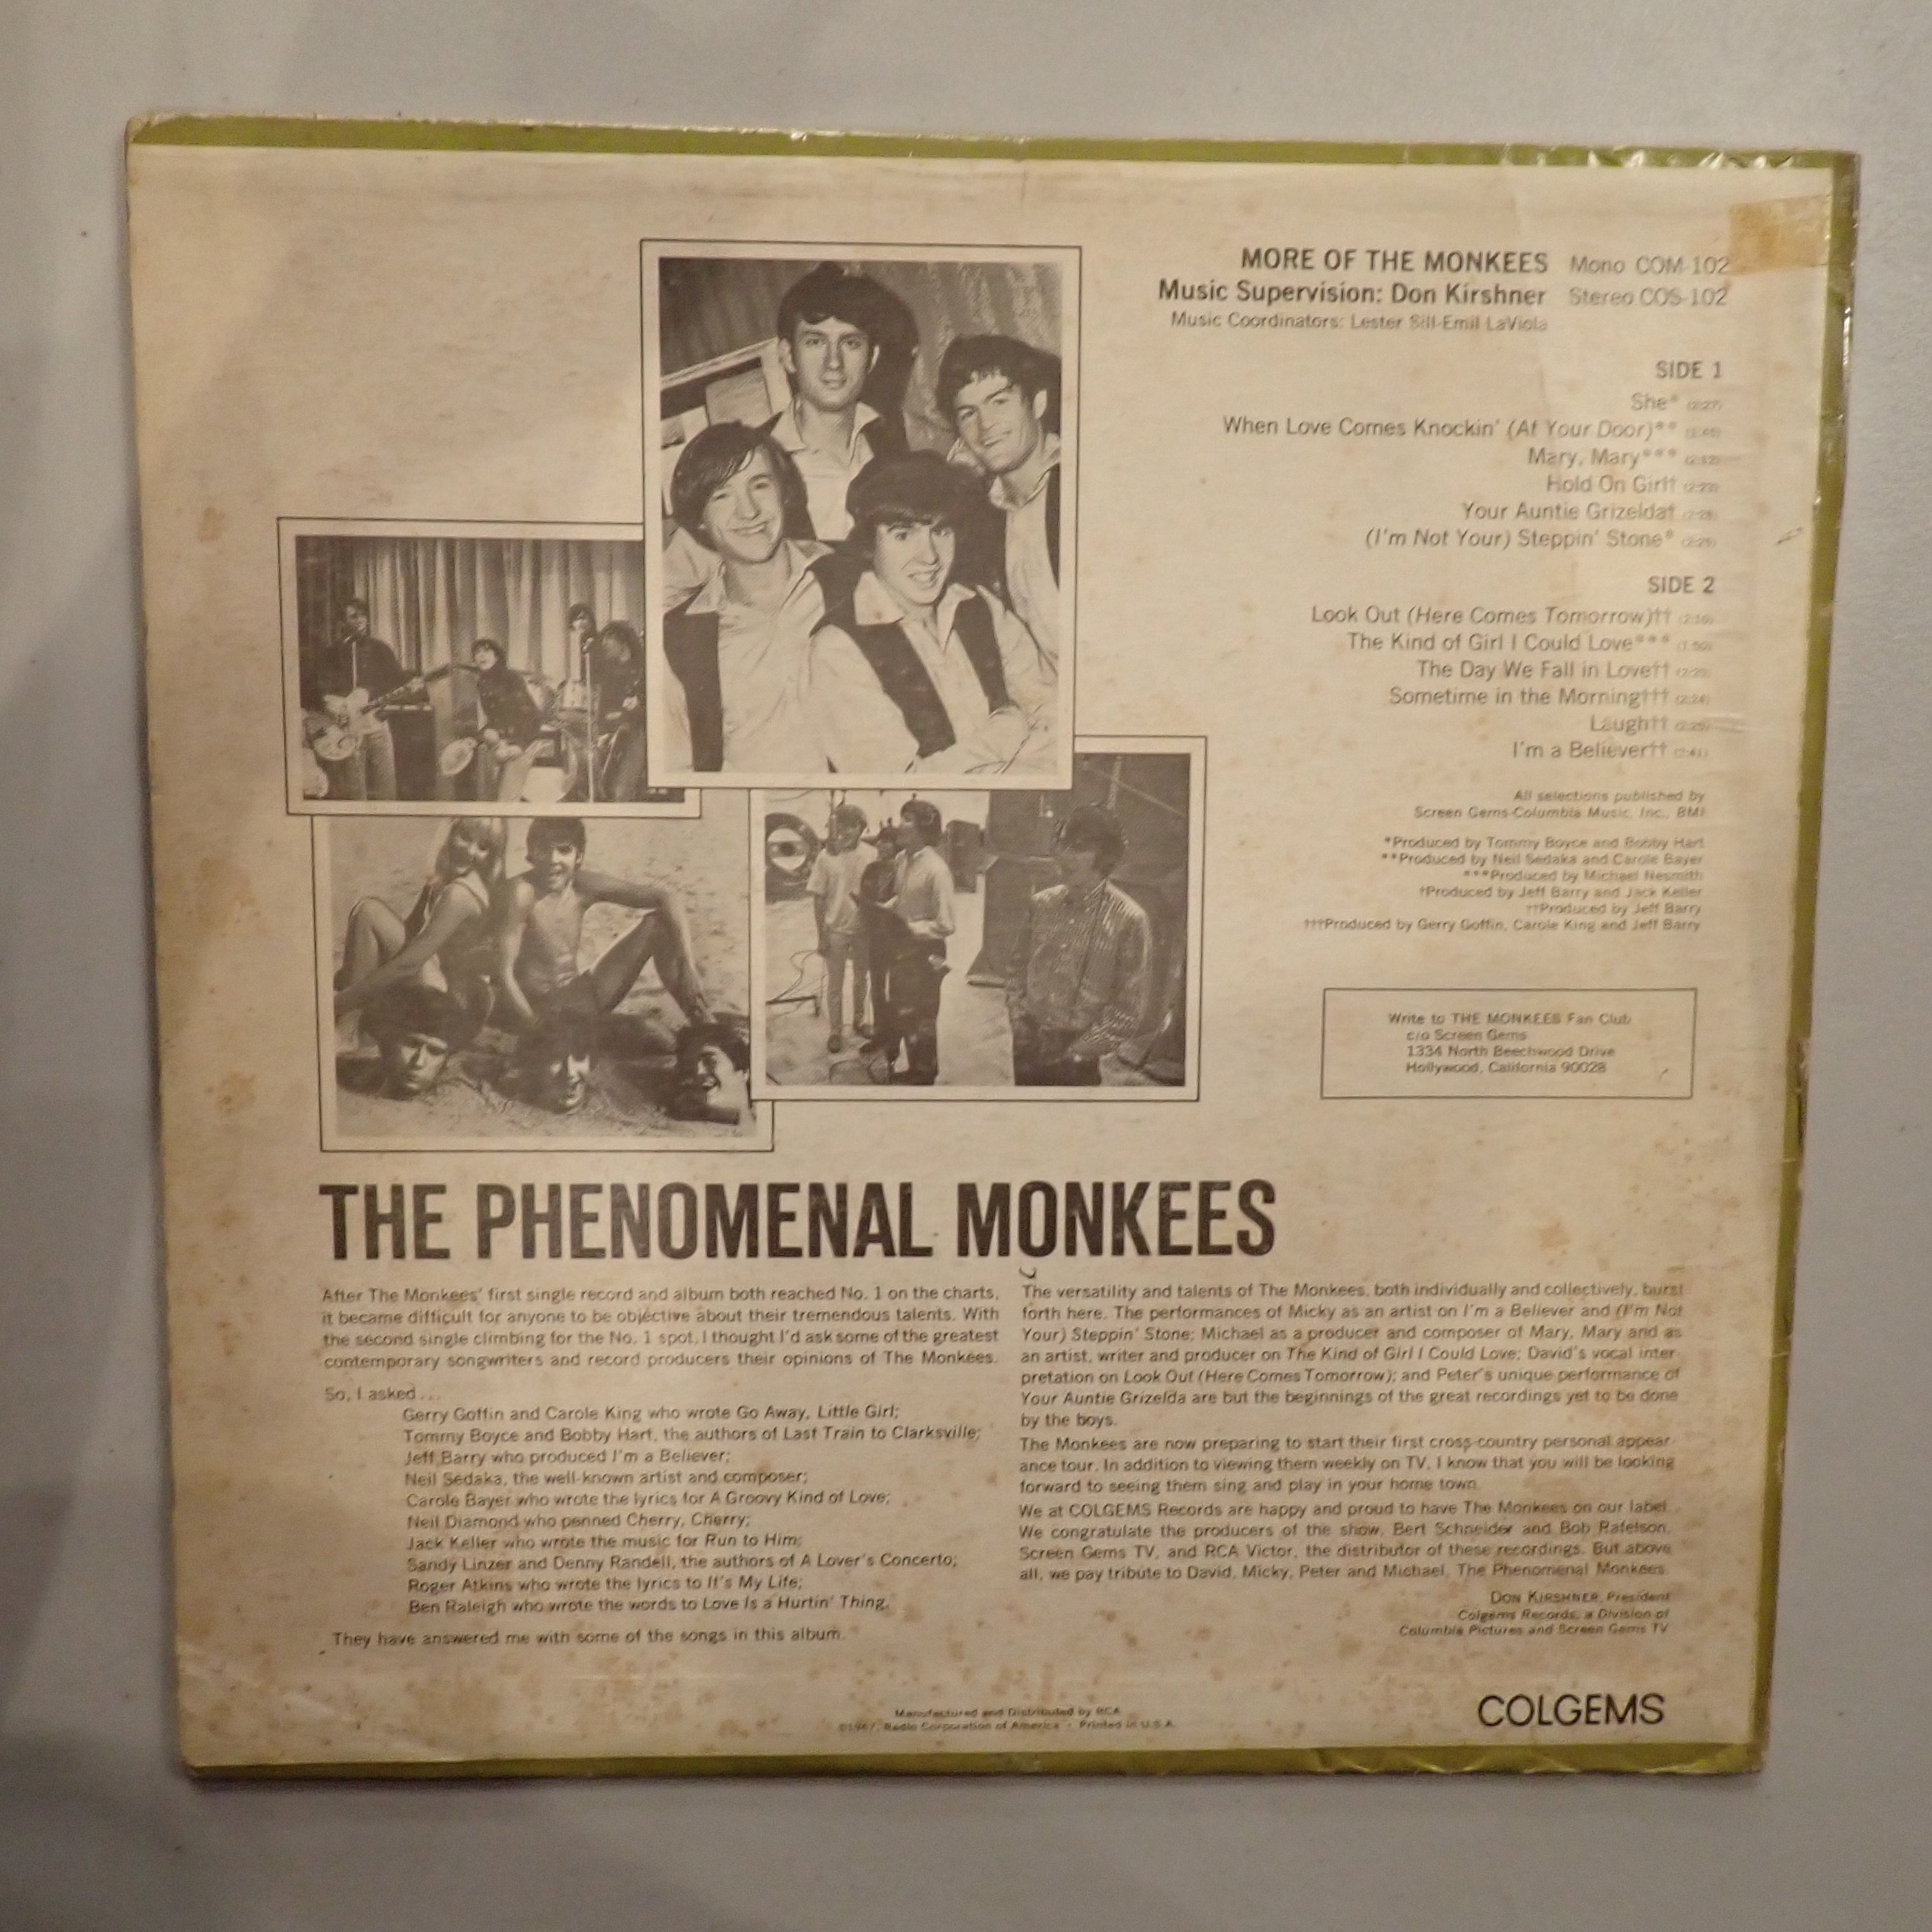 MORE OF THE MONKEES Mono COM-102
Music Supervision: Don Kirshner Stereo COS-102
Music Coordinators: Lester Sill-Emil LaViola
SIDE 1
She* (2:27)
When Love Comes Knockin' (At Your Door)**
Mary, Mary*** (2:12)
Hold On Girl†
Your Auntie Grizelda†
(I'm Not Your) Steppin' Stone* (2:25)
SIDE 2
Look Out (Here Comes Tomorrow)†† (2:10)
The Kind of Girl I Could Love*** (1:50)
The Day We Fall in Love††
Sometime in the Morning††† (2:24)
Laugh†† (2:25)
I'm a Believer†† (2:41)
All selections published by
Screen Gems-Columbia Music, Inc., BMI
*Produced by Tommy Boyce and Bobby Hart
**Produced by Neil Sedaka and Carole Bayer
***Produced by Michael Nesmith
†Produced by Jeff Barry and Jack Keller
††Produced by Jeff Barry
†††Produced by Gerry Goffin, Carole King and Jeff Barry
Write to THE MONKEES Fan Club
c/o Screen Gems
1334 North Beechwood Drive
Hollywood, California 90028
THE PHENOMENAL MONKEES
After The Monkees' first single record and album both reached No. 1 on the charts,
it became difficult for anyone to be objective about their tremendous talents. With
the second single climbing for the No. 1 spot, I thought I'd ask some of the greatest
contemporary songwriters and record producers their opinions of The Monkees.
So, I asked...
Gerry Goffin and Carole King who wrote Go Away, Little Girl;
Tommy Boyce and Bobby Hart, the authors of Last Train to Clarksville;
Jeff Barry who produced I'm a Believer;
Neil Sedaka, the well-known artist and composer;
Carole Bayer who wrote the lyrics for A Groovy Kind of Love;
Neil Diamond who penned Cherry, Cherry;
Jack Keller who wrote the music for Run to Him;
Sandy Linzer and Denny Randell, the authors of A Lover's Concerto;
Roger Atkins who wrote the lyrics to It's My Life;
Ben Raleigh who wrote the words to Love Is a Hurtin' Thing.
They have answered me with some of the songs in this album.
The versatility and talents of The Monkees, both individually and collectively, burst
forth here. The performances of Micky as an artist on I'm a Believer and (I'm Not
Your) Steppin' Stone; Michael as a producer and composer of Mary, Mary and as
an artist, writer and producer on The Kind of Girl I Could Love; David's vocal inter-
pretation on Look Out (Here Comes Tomorrow); and Peter's unique performance of
Your Auntie Grizelda are but the beginnings of the great recordings yet to be done
by the boys.
The Monkees are now preparing to start their first cross-country personal appear-
ance tour. In addition to viewing them weekly on TV, I know that you will be looking
forward to seeing them sing and play in your home town.
We at COLGEMS Records are happy and proud to have The Monkees on our label.
We congratulate the producers of the show, Bert Schneider and Bob Rafelson,
Screen Gems TV, and RCA Victor, the distributor of these recordings. But above
all, we pay tribute to David, Micky, Peter and Michael, The Phenomenal Monkees.
DON KIRSHNER, President
Colgems Records, a Division of
Columbia Pictures and Screen Gems TV
Manufactured and Distributed by RCA
©1967, Radio Corporation of America • Printed in U.S.A.
COLGEMS